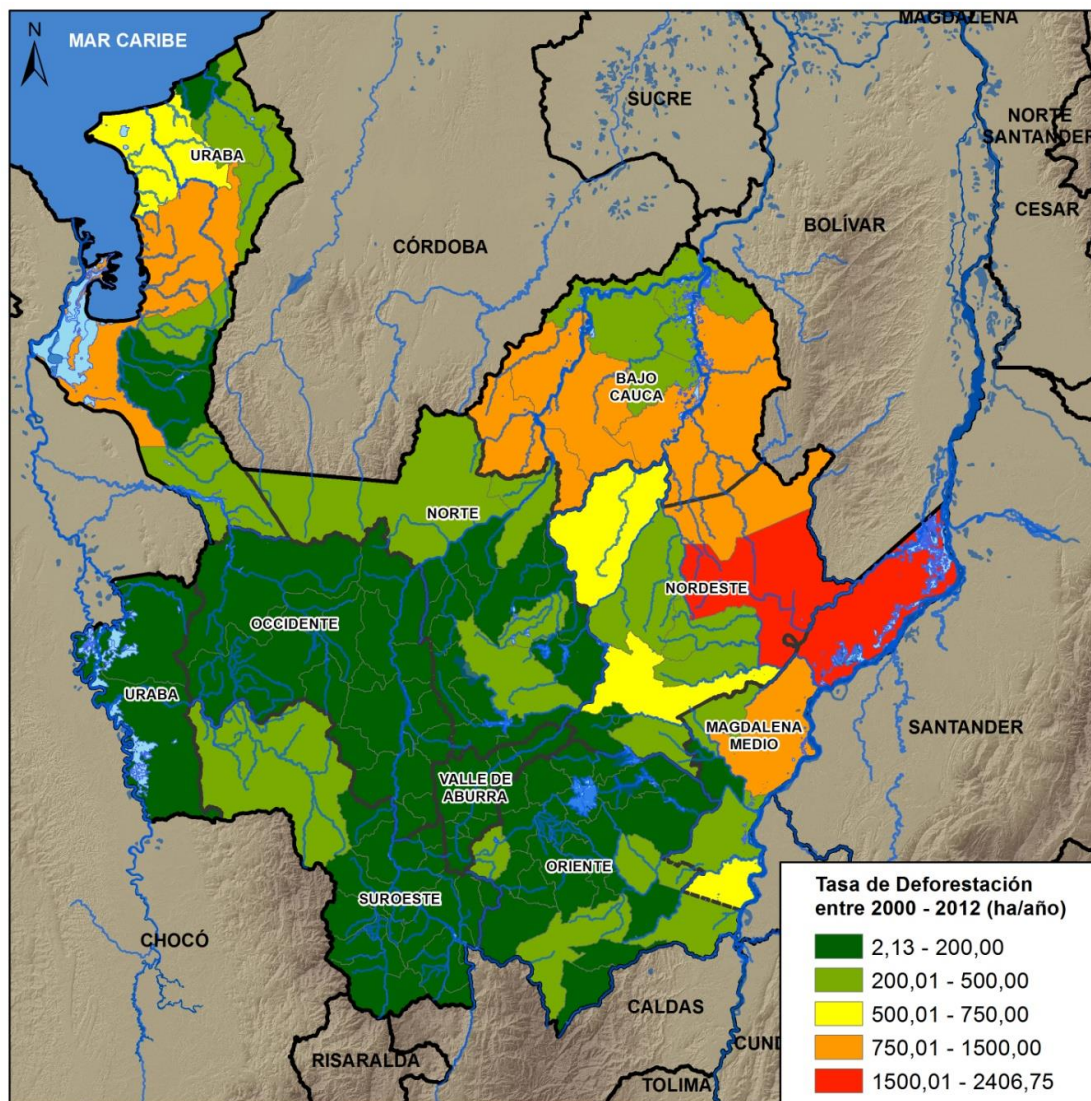 MAGDALENA
MAR CARIBE
N
SUCRE
NORTE
SANTANDER
URABA
CESAR
BOLÍVAR
CÓRDOBA
BAJO
CAUCA
NORTE
NORDESTE
OCCIDENTE
URABA
MAGDALENA
MEDIO
SANTANDER
VALLE DE
ABURRA
ORIENTE
SUROESTE
CHOCÓ
CALDAS
CUND
RISARALDA
TOLIMA
Tasa de Deforestación
entre 2000 - 2012 (ha/año)
2,13 - 200,00
200,01 - 500,00
500,01 - 750,00
750,01 - 1500,00
1500,01 - 2406,75